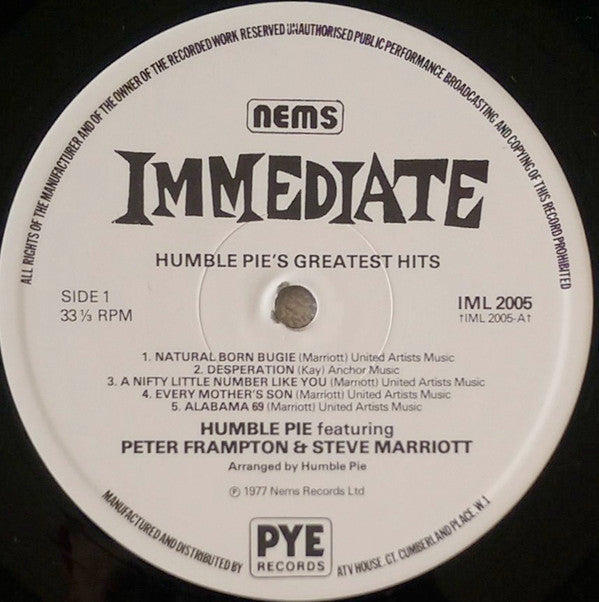 ALL RIGHTS OF THE MANUFACTURER AND OF THE OWNER OF THE RECORDED WORK RESERVED UNAUTHORISED PUBLIC PERFORMANCE BROADCASTING AND COPYING OF THIS RECORD PROHIBITED
nems
IMMEDIATE
HUMBLE PIE'S GREATEST HITS
SIDE 1
33 ⅓ RPM
IML 2005
†IML 2005-A†
1. NATURAL BORN BUGIE (Marriott) United Artists Music
2. DESPERATION (Kay) Anchor Music
3. A NIFTY LITTLE NUMBER LIKE YOU (Marriott) United Artists Music
4. EVERY MOTHER'S SON (Marriott) United Artists Music
5. ALABAMA 69 (Marriott) United Artists Music
HUMBLE PIE featuring
PETER FRAMPTON & STEVE MARRIOTT
Arranged by Humble Pie
℗ 1977 Nems Records Ltd
MANUFACTURED AND DISTRIBUTED BY
PYE
RECORDS
ATV HOUSE. GT. CUMBERLAND PLACE, W.1